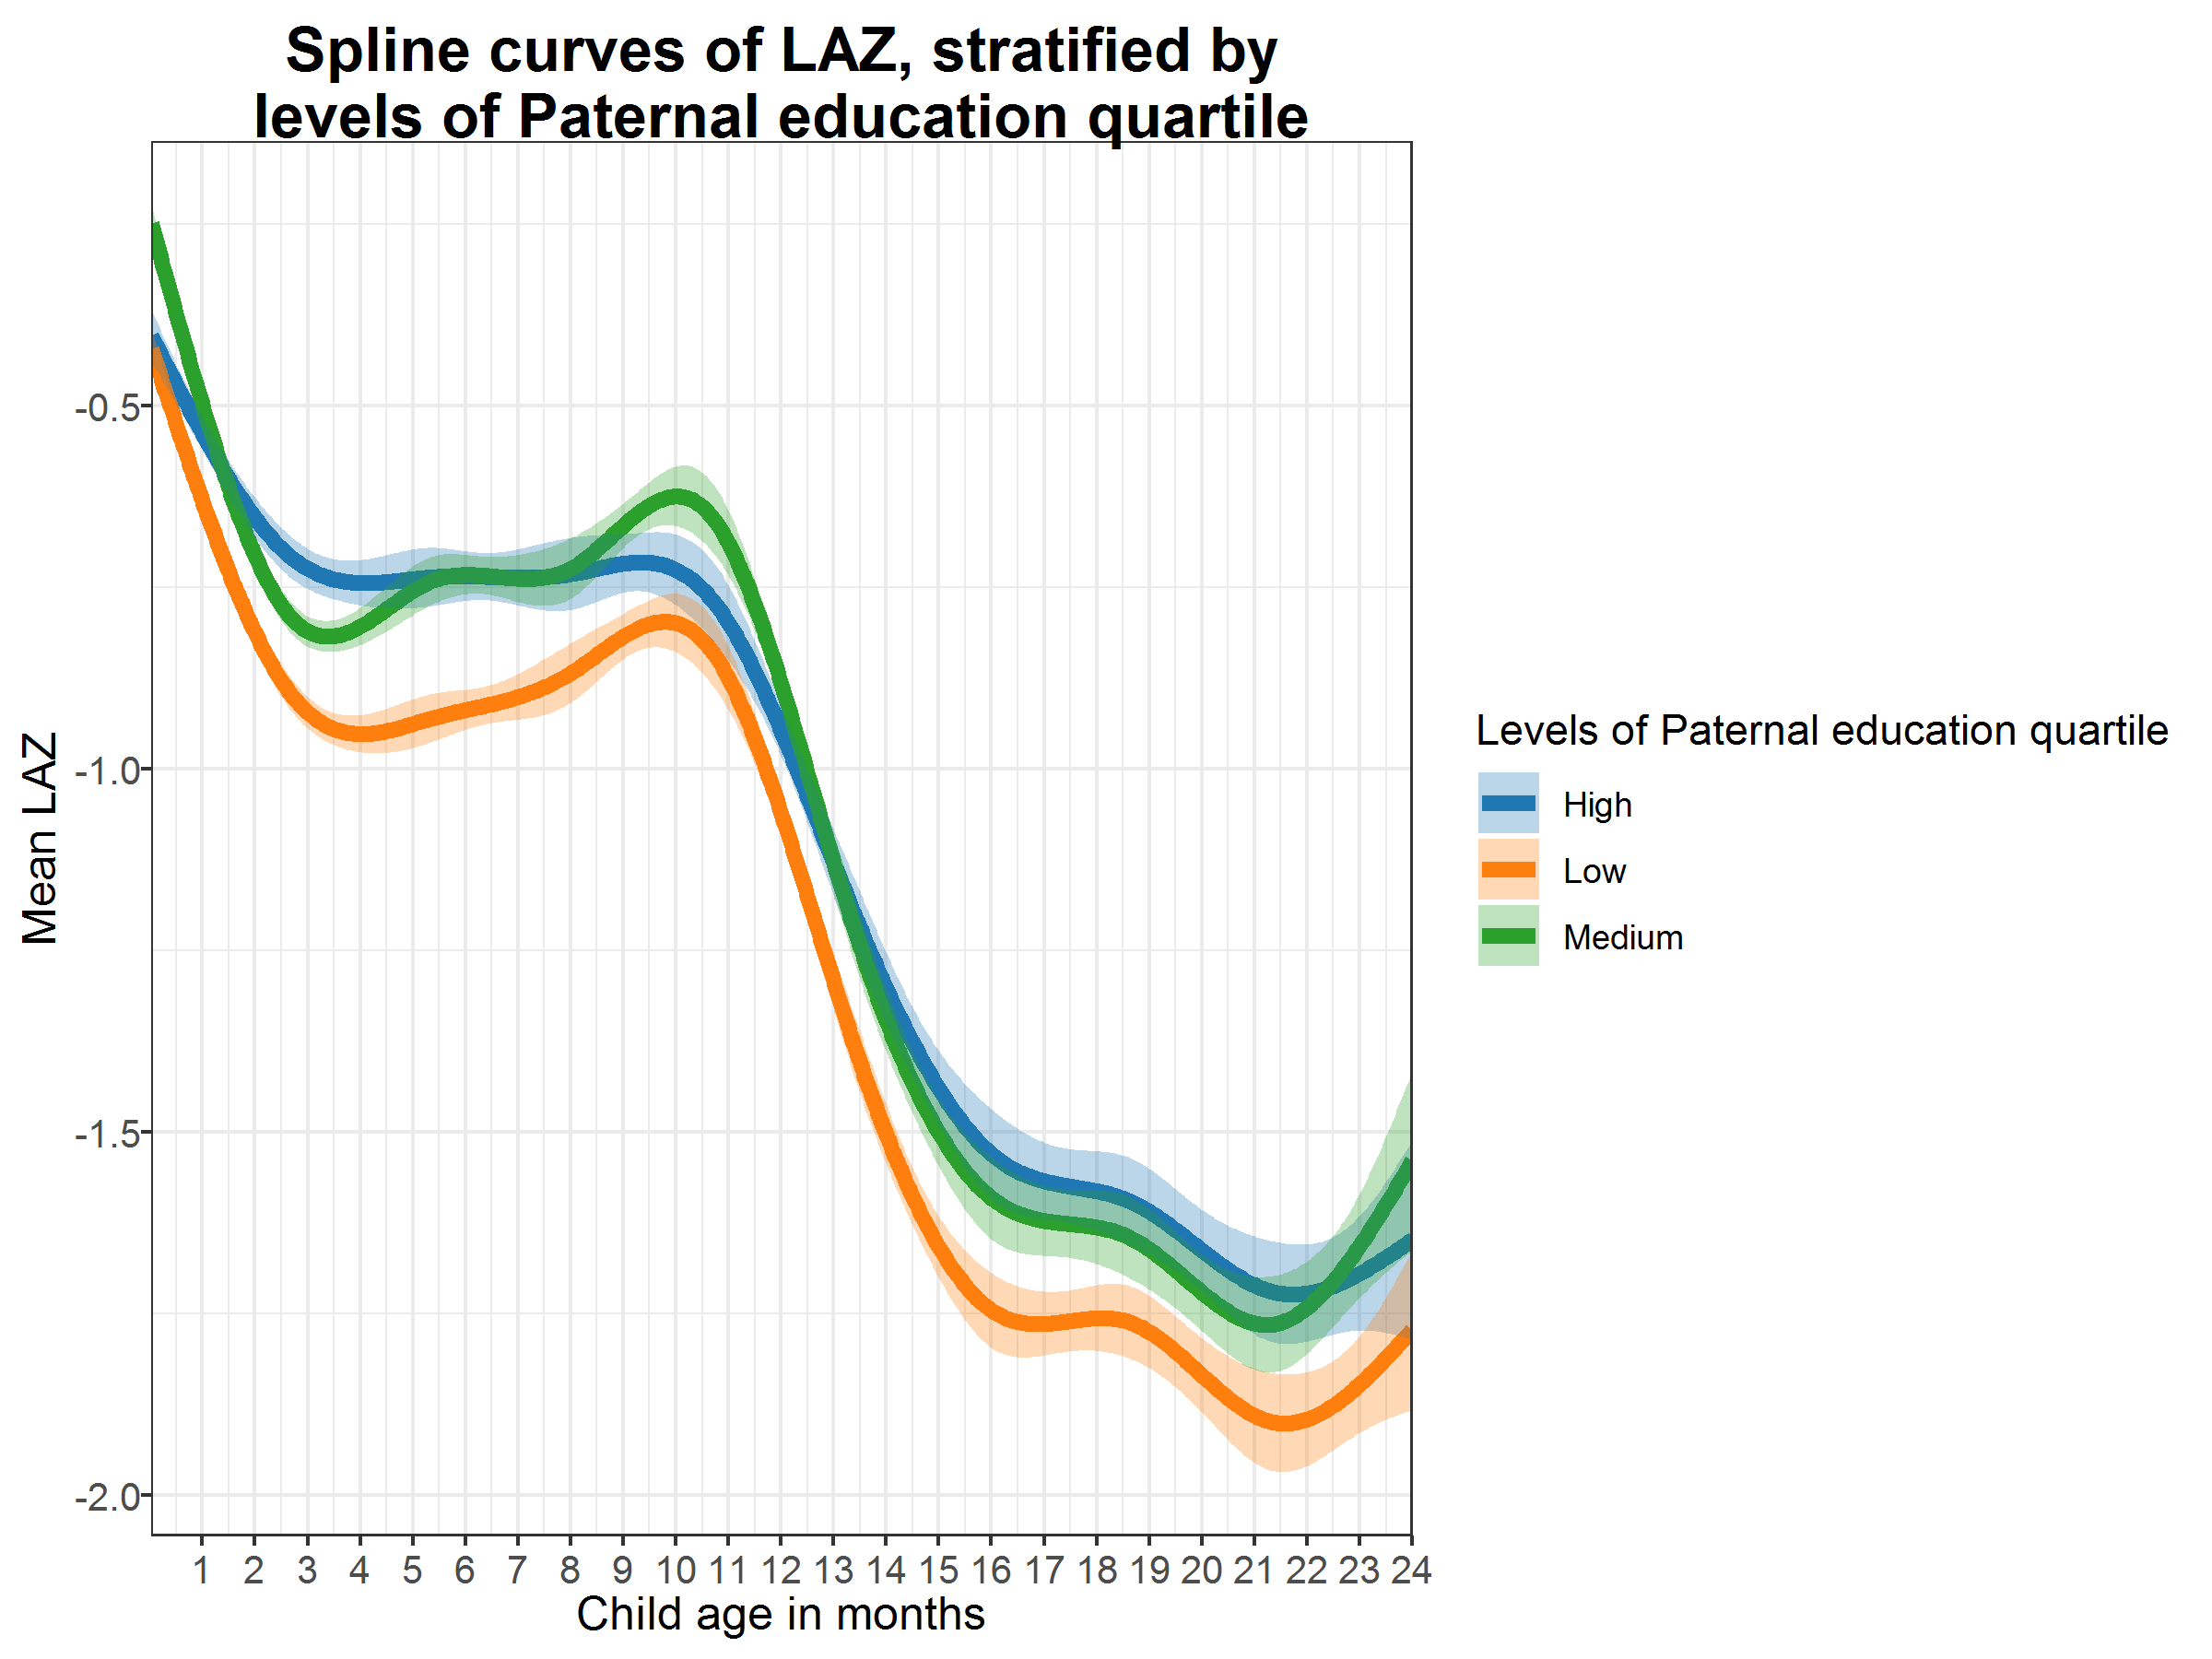 Spline curves of LAZ, stratified by
levels of Paternal education quartile
Mean LAZ
-0.5
-1.0
-1.5
-2.0
1 2 3 4 5 6 7 8 9 10 11 12 13 14 15 16 17 18 19 20 21 22 23 24
Child age in months
Levels of Paternal education quartile
High
Low
Medium